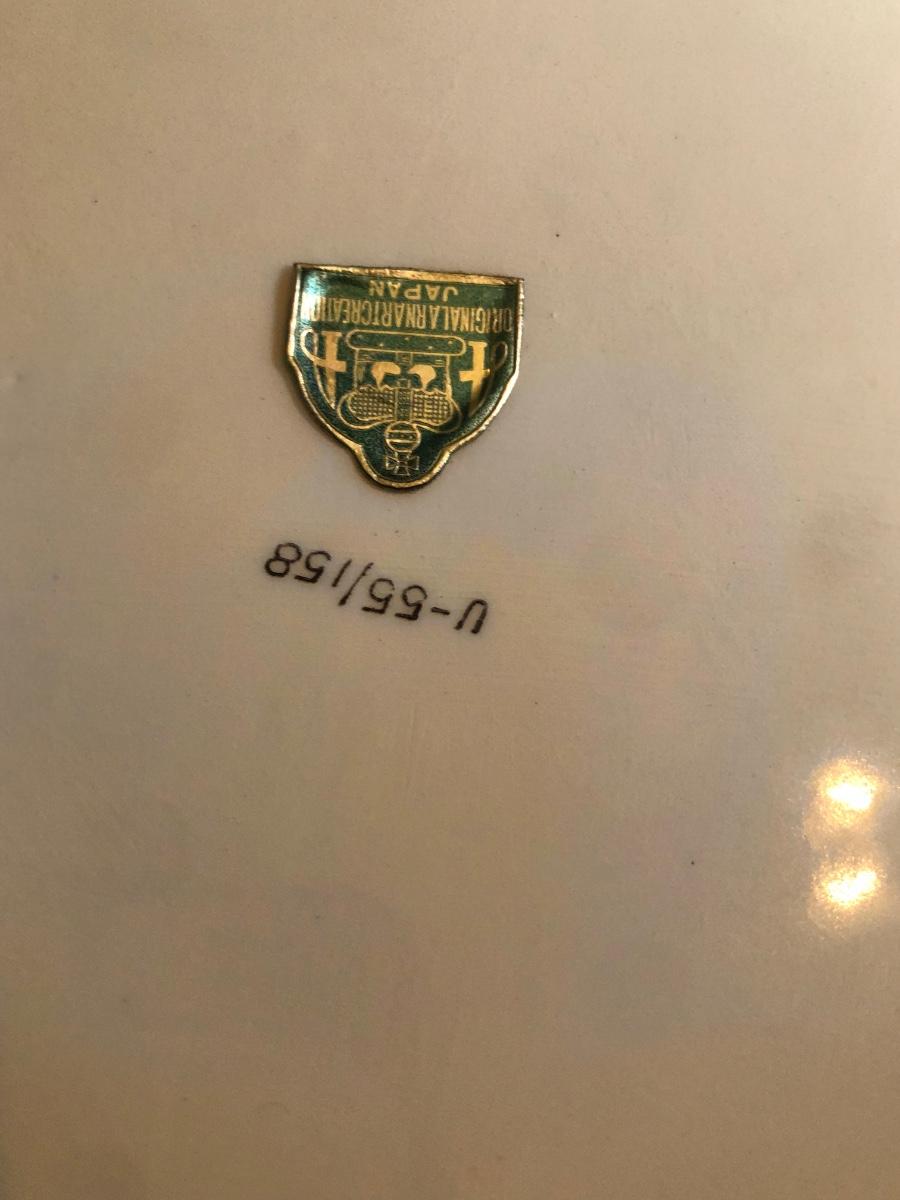 ORIGINAL ARNART CREATION
JAPAN
U-55/158